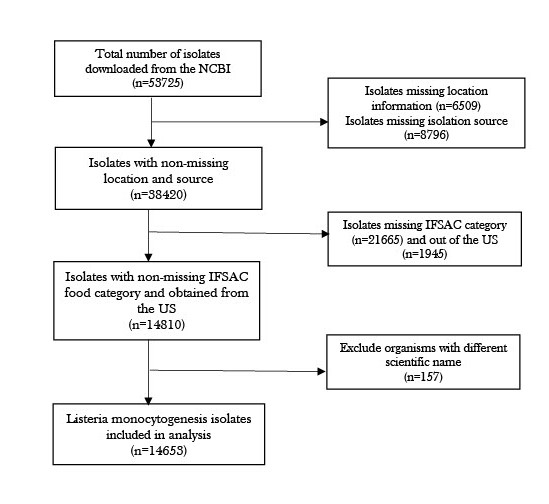 Total number of isolates
downloaded from the NCBI
(n=53725)
Isolates missing location
information (n=6509)
Isolates missing isolation source
(n=8796)
Isolates with non-missing
location and source
(n=38420)
Isolates missing IFSAC category
(n=21665) and out of the US
(n=1945)
Isolates with non-missing IFSAC
food category and obtained from
the US
(n=14810)
Exclude organisms with different
scientific name
(n=157)
Listeria monocytogenesis isolates
included in analysis
(n=14653)